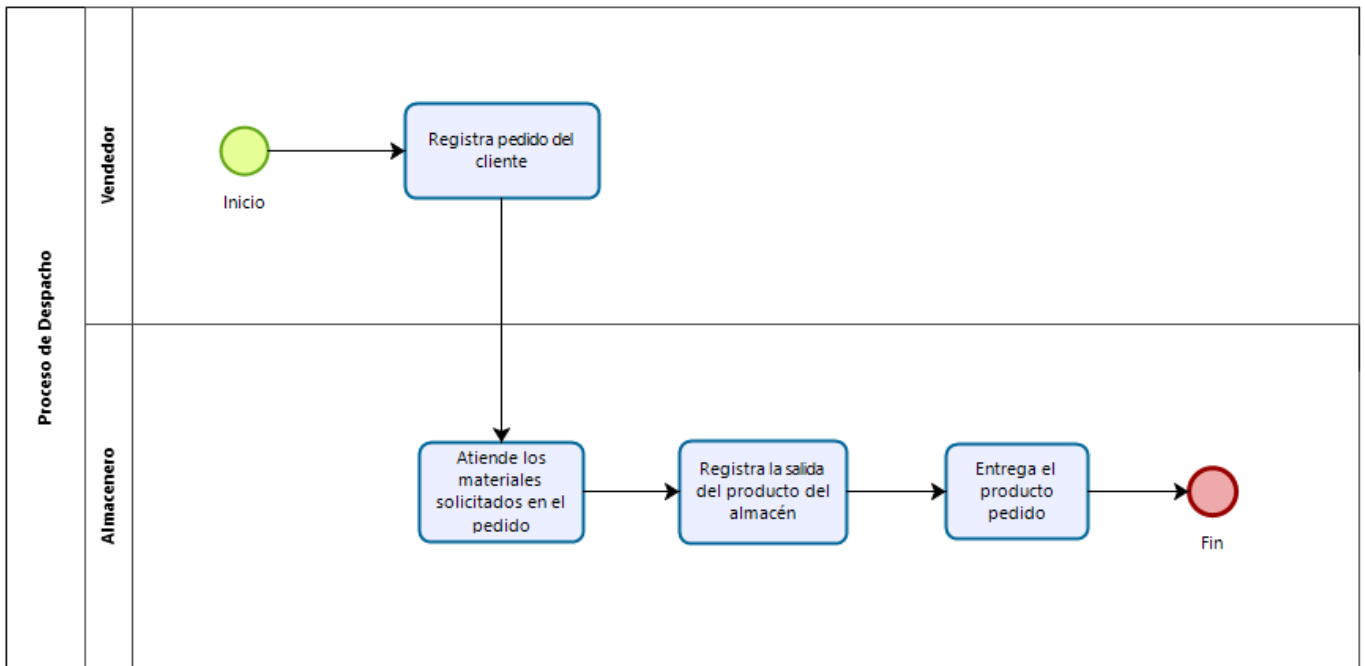 Proceso de Despacho
Vendedor
Inicio
Registra pedido del
cliente
Almacenero
Atiende los
materiales
solicitados en el
pedido
Registra la salida
del producto del
almacén
Entrega el
producto
pedido
Fin